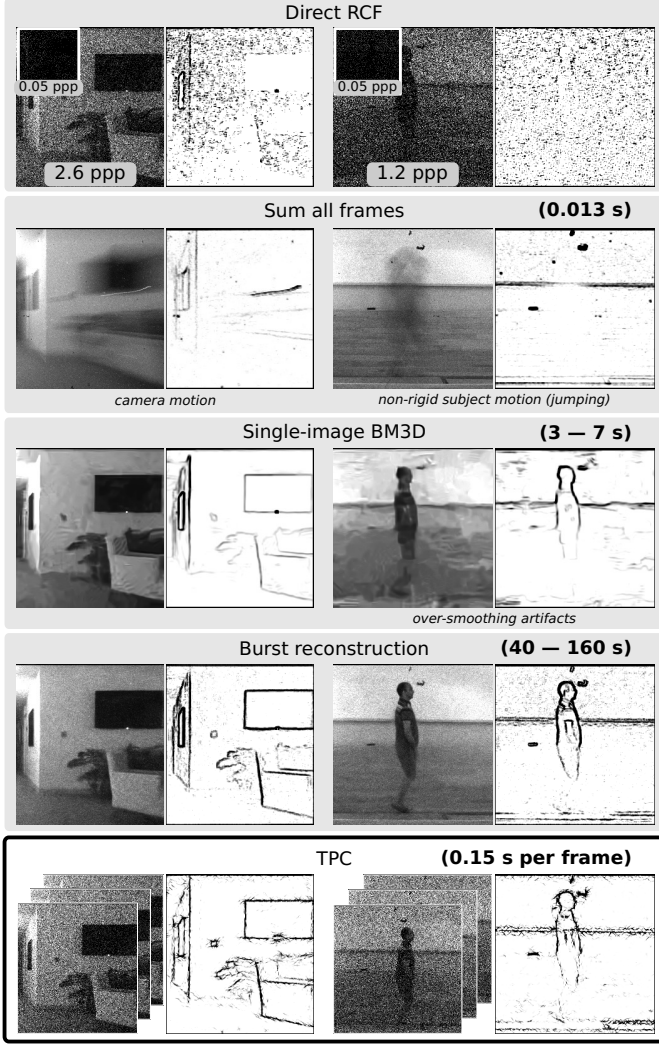 Direct RCF
0.05 ppp
0.05 ppp
2.6 ppp
1.2 ppp
Sum all frames
(0.013 s)
camera motion
non-rigid subject motion (jumping)
Single-image BM3D
(3 — 7 s)
over-smoothing artifacts
Burst reconstruction
(40 — 160 s)
TPC
(0.15 s per frame)